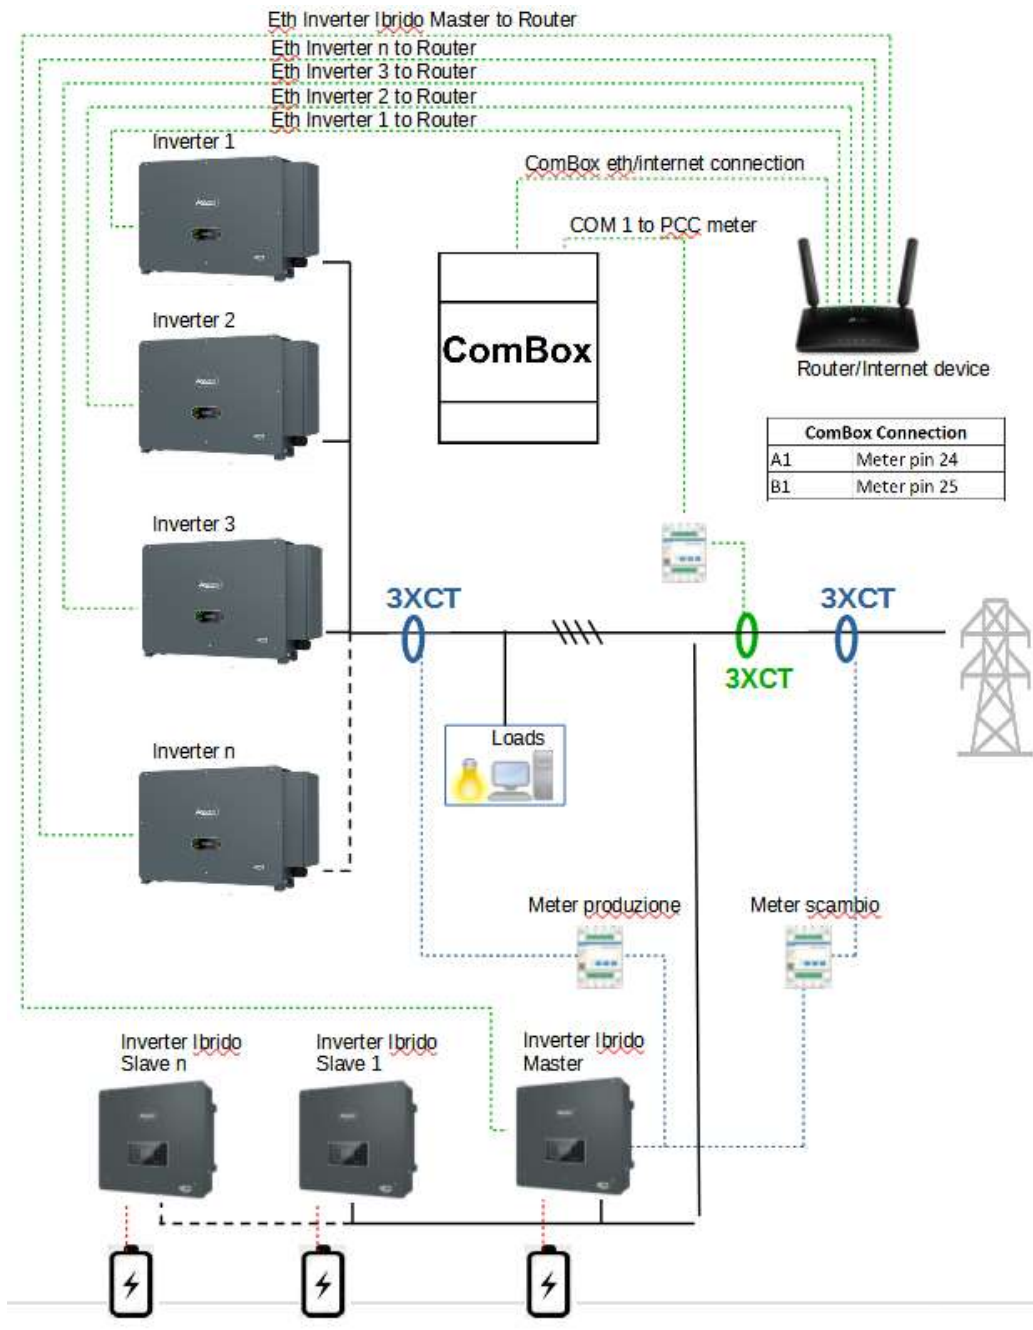 Eth Inverter Ibrido Master to Router
Eth Inverter n to Router
Eth Inverter 3 to Router
Eth Inverter 2 to Router
Eth Inverter 1 to Router
Inverter 1
ComBox eth/internet connection
COM 1 to PCC meter
Inverter 2
ComBox
Router/Internet device
ComBox Connection
A1 Meter pin 24
B1 Meter pin 25
Inverter 3
3XCT
3XCT
3XCT
Loads
Inverter n
Meter produzione
Meter scambio
Inverter Ibrido
Slave n
Inverter Ibrido
Slave 1
Inverter Ibrido
Master